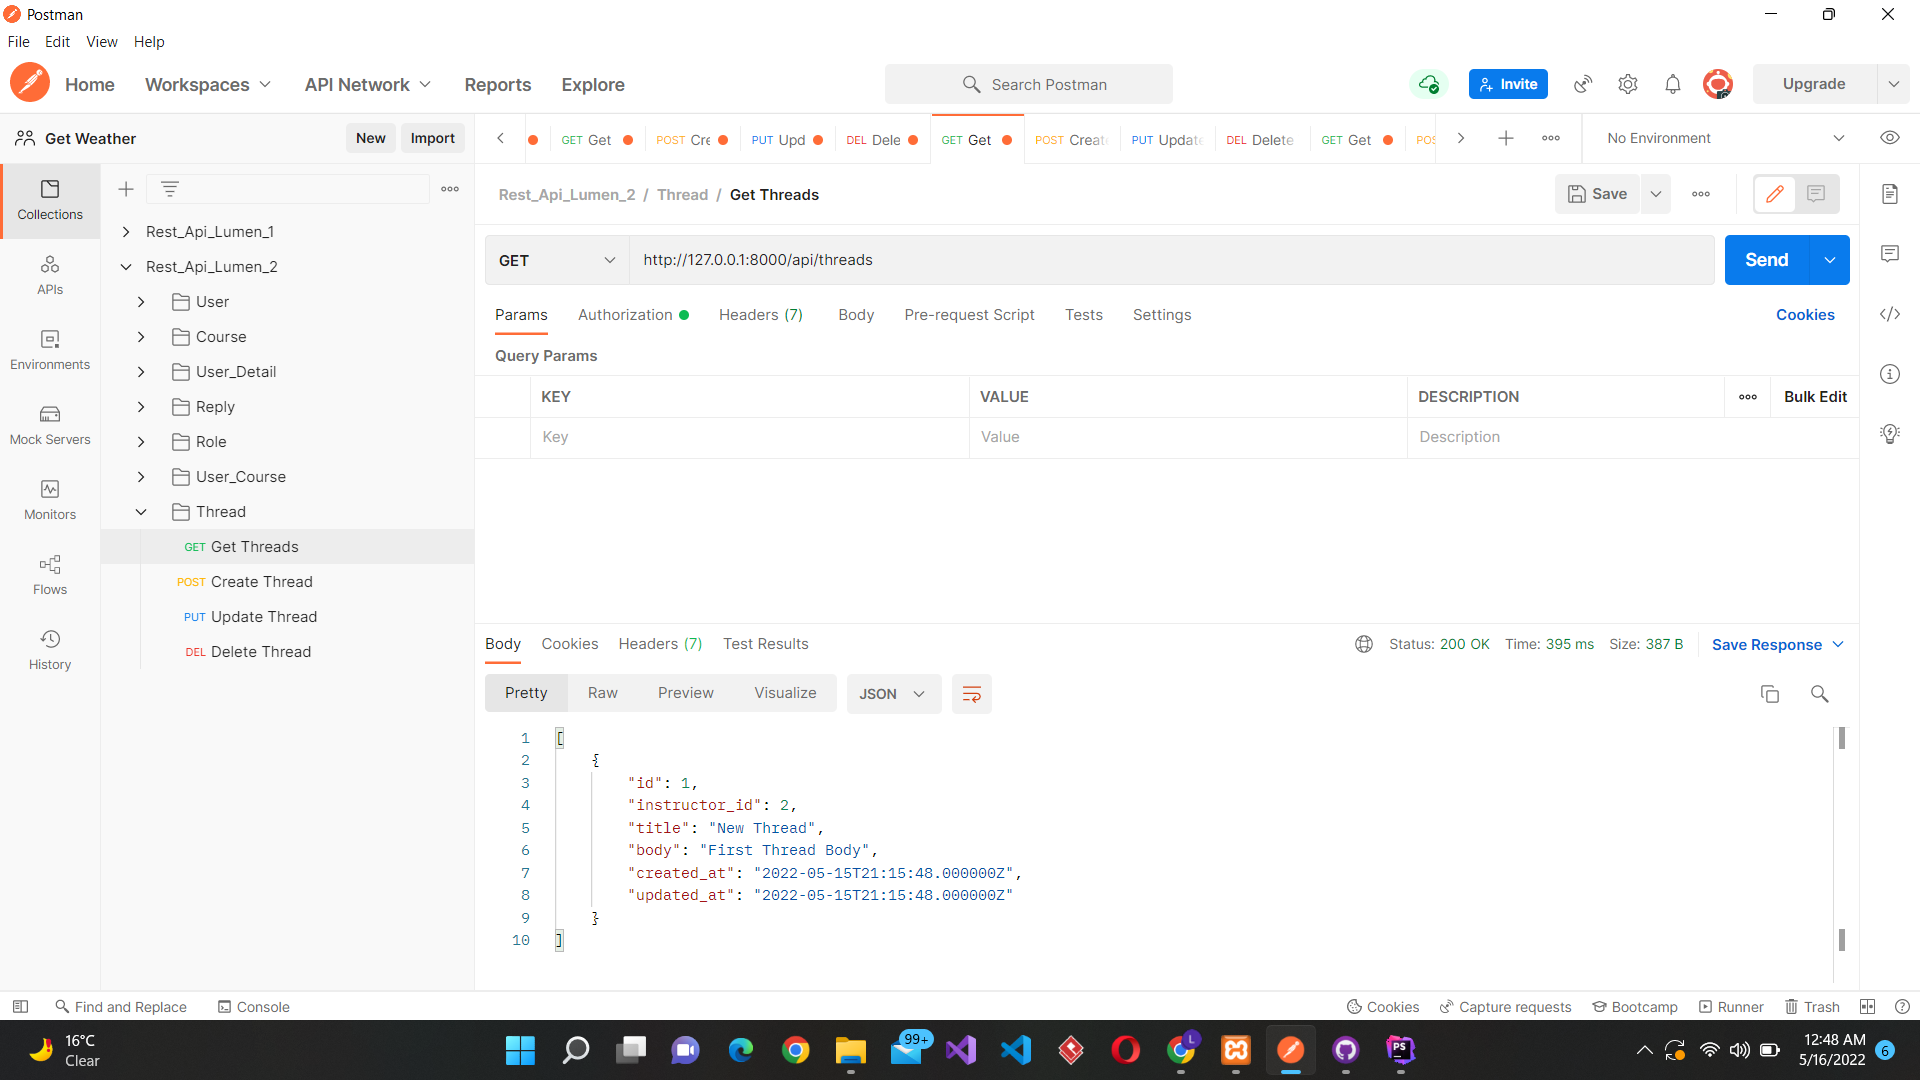 Postman
File Edit View Help
Home Workspaces API Network Reports Explore Search Postman Invite Upgrade
Get Weather New Import GET Get POST Cre PUT Upd DEL Dele GET Get POST Creat PUT Updat DEL Delete GET Get POS No Environment
Collections
APIs
Environments
Mock Servers
Monitors
Flows
History
Rest_Api_Lumen_1
Rest_Api_Lumen_2
User
Course
User_Detail
Reply
Role
User_Course
Thread
GET Get Threads
POST Create Thread
PUT Update Thread
DEL Delete Thread
Rest_Api_Lumen_2 / Thread / Get Threads Save
GET http://127.0.0.1:8000/api/threads Send
Params Authorization Headers (7) Body Pre-request Script Tests Settings Cookies
Query Params
KEY VALUE DESCRIPTION Bulk Edit
Key Value Description
Body Cookies Headers (7) Test Results Status: 200 OK Time: 395 ms Size: 387 B Save Response
Pretty Raw Preview Visualize JSON
1 [
2 {
3 "id": 1,
4 "instructor_id": 2,
5 "title": "New Thread",
6 "body": "First Thread Body",
7 "created_at": "2022-05-15T21:15:48.000000Z",
8 "updated_at": "2022-05-15T21:15:48.000000Z"
9 }
10 ]
Find and Replace Console Cookies Capture requests Bootcamp Runner Trash
16°C
Clear
99+
L
PS
12:48 AM
5/16/2022
6